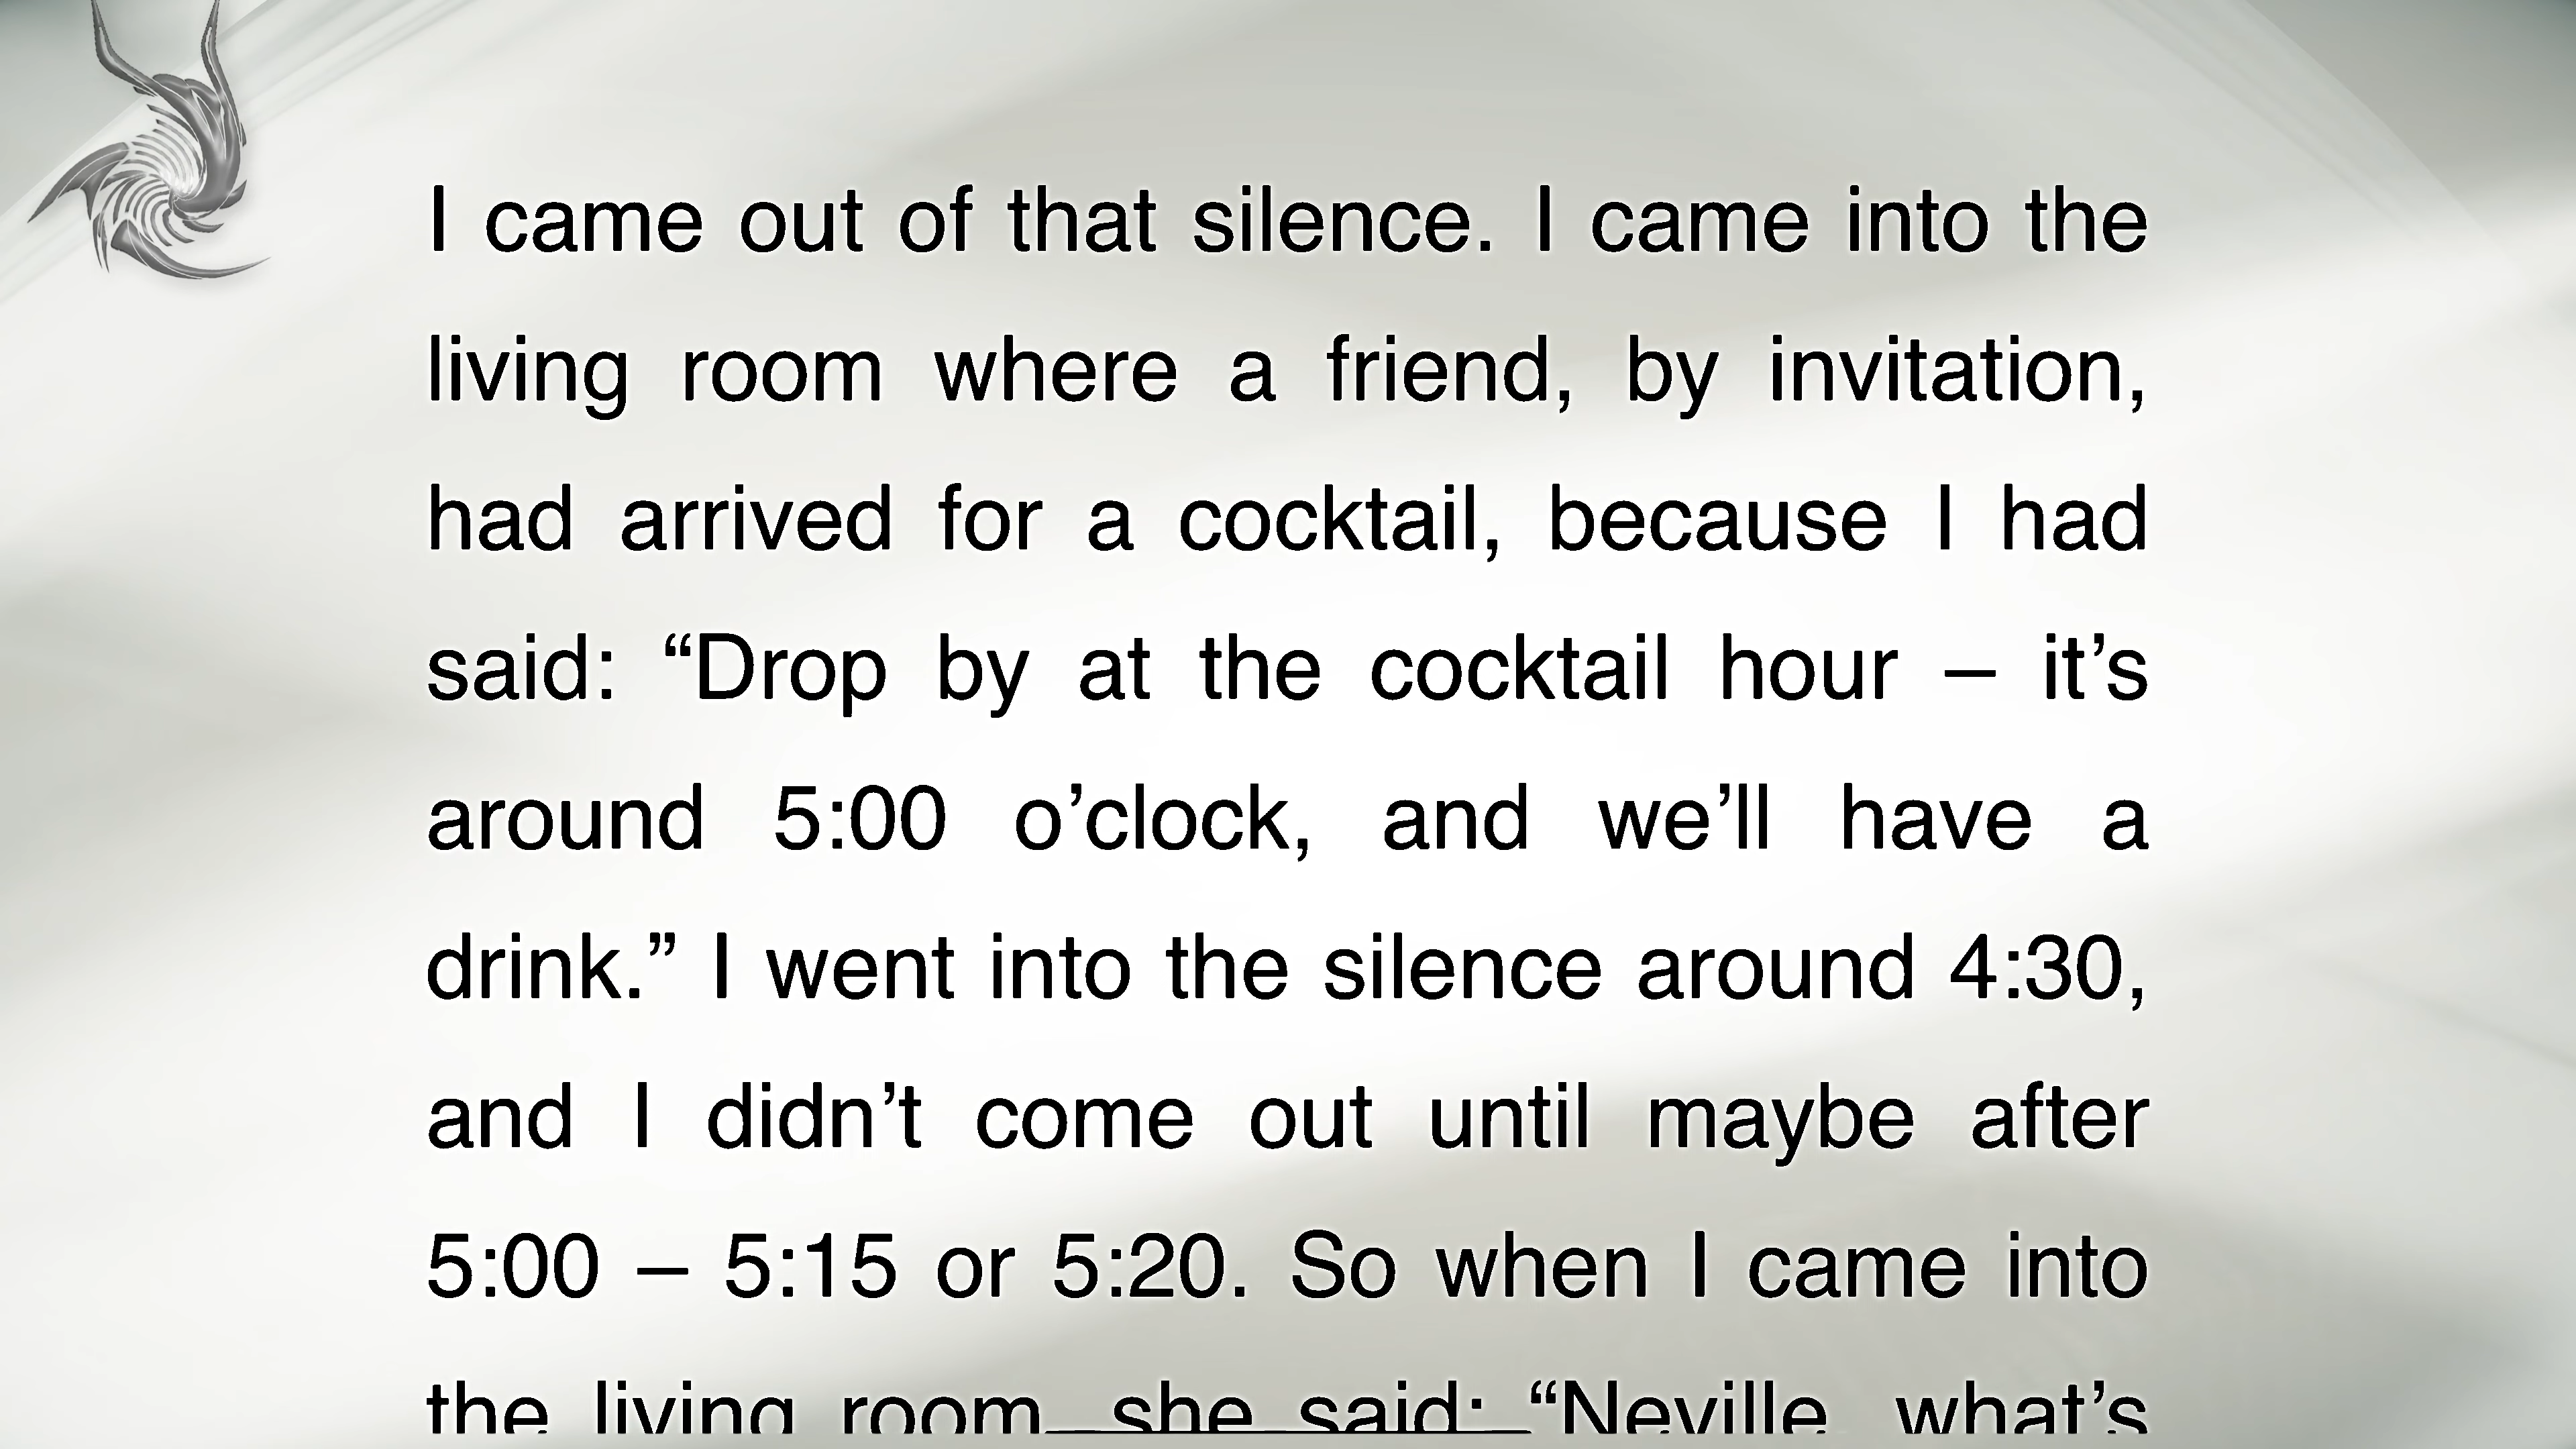 I came out of that silence. I came into the
living room where a friend, by invitation,
had arrived for a cocktail, because I had
said: “Drop by at the cocktail hour – it’s
around 5:00 o’clock, and we’ll have a
drink.” I went into the silence around 4:30,
and I didn’t come out until maybe after
5:00 – 5:15 or 5:20. So when I came into
the living room she said: “Neville what’s